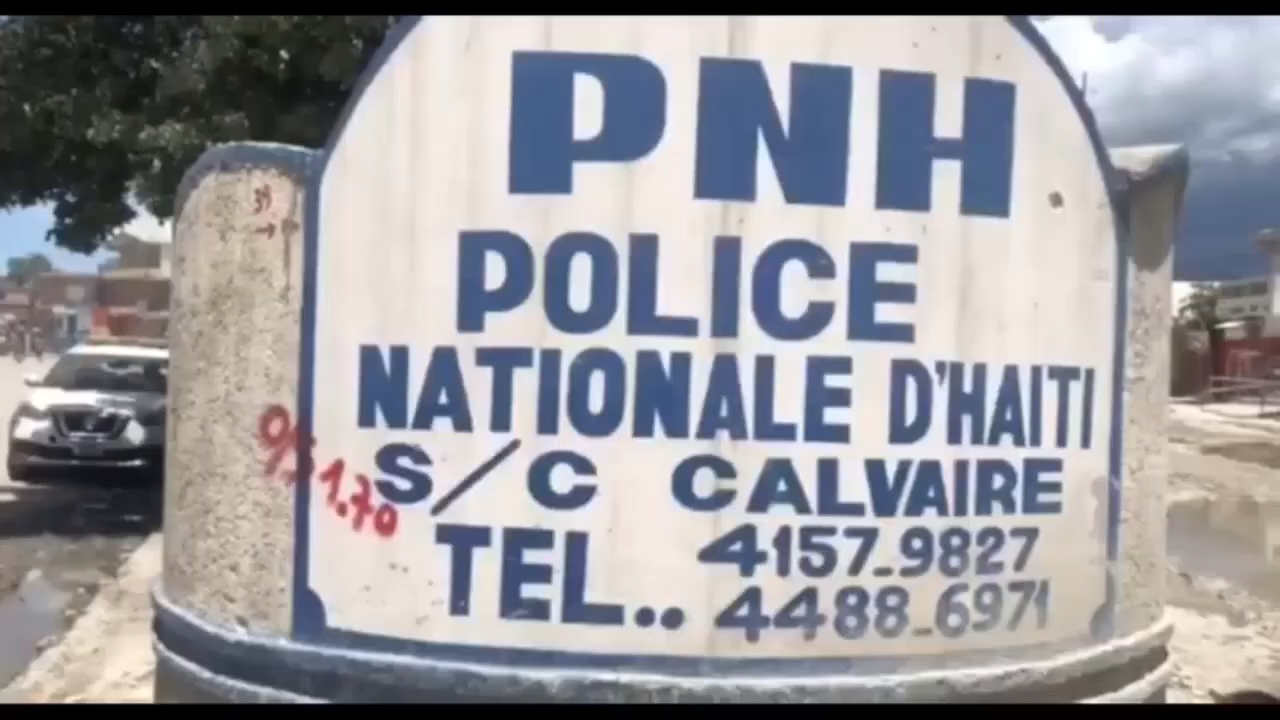 PNH
POLICE
NATIONALE D'HAITI
S/C CALVAIRE
TEL.. 4157-9827
4488-6971